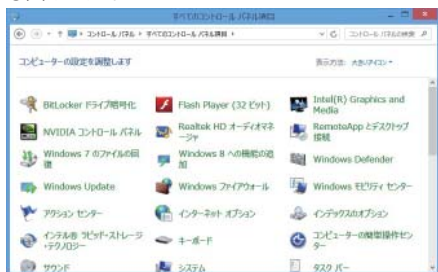 すべてのコントロール パネル項目
コントロール パネル すべてのコントロール パネル項目
コントロール パネルの検索
コンピューターの設定を調整します
表示方法: 大きいアイコン
BitLocker ドライブ暗号化
Flash Player (32 ビット)
Intel(R) Graphics and
Media
NVIDIA コントロール パネル
Realtek HD オーディオマネ
ージャ
RemoteApp とデスクトップ
接続
Windows 7 のファイルの回
復
Windows 8 への機能の追
加
Windows Defender
Windows Update
Windows ファイアウォール
Windows モビリティ センター
アクション センター
インターネット オプション
インデックスのオプション
インテル® ラピッド・ストレージ
・テクノロジー
キーボード
コンピューターの簡単操作セン
ター
サウンド
システム
タスク バー